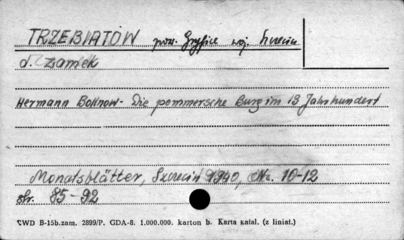 TRZEBIATÓW pow. Gryfice woj. Szczecin
d. Zamek
Hermann Bollnow - Die pommersche Burg im 13 Jahrhundert
Monatsblätter, Szczecin 1940, Nr. 10-12
str. 85-92
CWD B-15b.zam. 2899/P. GDA-8. 1.000.000. karton b. Karta katal. (z liniat.)